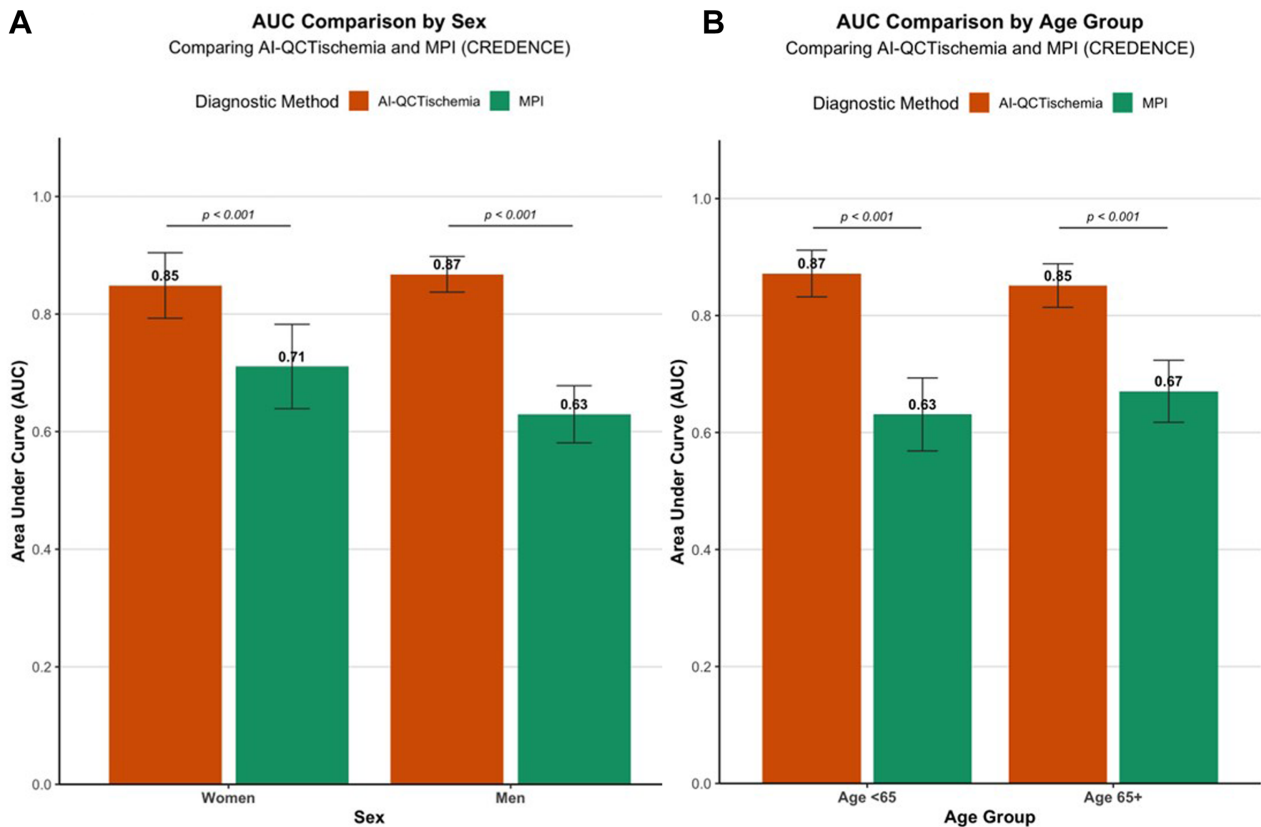 A
AUC Comparison by Sex
Comparing AI-QCTischemia and MPI (CREDENCE)
Diagnostic Method AI-QCTischemia MPI
1.0
0.8
0.6
0.4
0.2
0.0
Area Under Curve (AUC)
p < 0.001
p < 0.001
0.85
0.71
0.87
0.63
Women
Men
Sex
B
AUC Comparison by Age Group
Comparing AI-QCTischemia and MPI (CREDENCE)
Diagnostic Method AI-QCTischemia MPI
1.0
0.8
0.6
0.4
0.2
0.0
Area Under Curve (AUC)
p < 0.001
p < 0.001
0.87
0.63
0.85
0.67
Age <65
Age 65+
Age Group